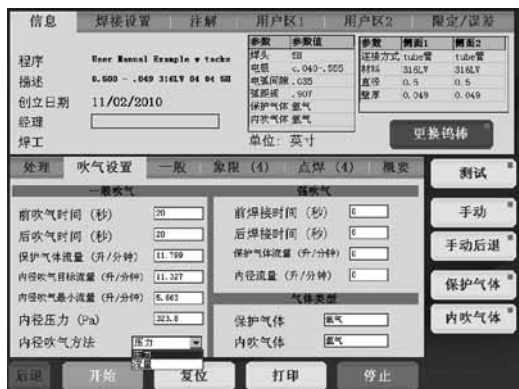 信息 焊接设置 注解 用户区1 用户区2 限定/误差
程序 User Manual Example w tacks
描述 0.500 - .049 316LV 04 04 5H
创立日期 11/02/2010
经理
焊工
参数 参数值
焊头 5H
电极 c.040-.555
电弧间隙 .035
弧距规 .907
保护气体 氩气
内吹气体 氩气
单位: 英寸
参数 侧面1 侧面2
连接方式 tube管 tube管
材料 316LV 316LV
直径 0.5 0.5
壁厚 0.049 0.049
更换钨棒
处理 吹气设置 一般 象限 (4) 点焊 (4) 概要
一般吹气
前吹气时间 (秒) 20
后吹气时间 (秒) 20
保护气体流量 (升/分钟) 11.799
内径吹气目标流量 (升/分钟) 11.327
内径吹气最小流量 (升/分钟) 5.663
内径压力 (Pa) 323.8
内径吹气方法 压力
压力
流量
强吹气
前焊接时间 (秒) 0
后焊接时间 (秒) 0
保护气体流量 (升/分钟) 0
内径流量 (升/分钟) 0
气体类型
保护气体 氩气
内吹气体 氩气
测试
手动
手动后退
保护气体
内吹气体
后退 开始 复位 打印 停止